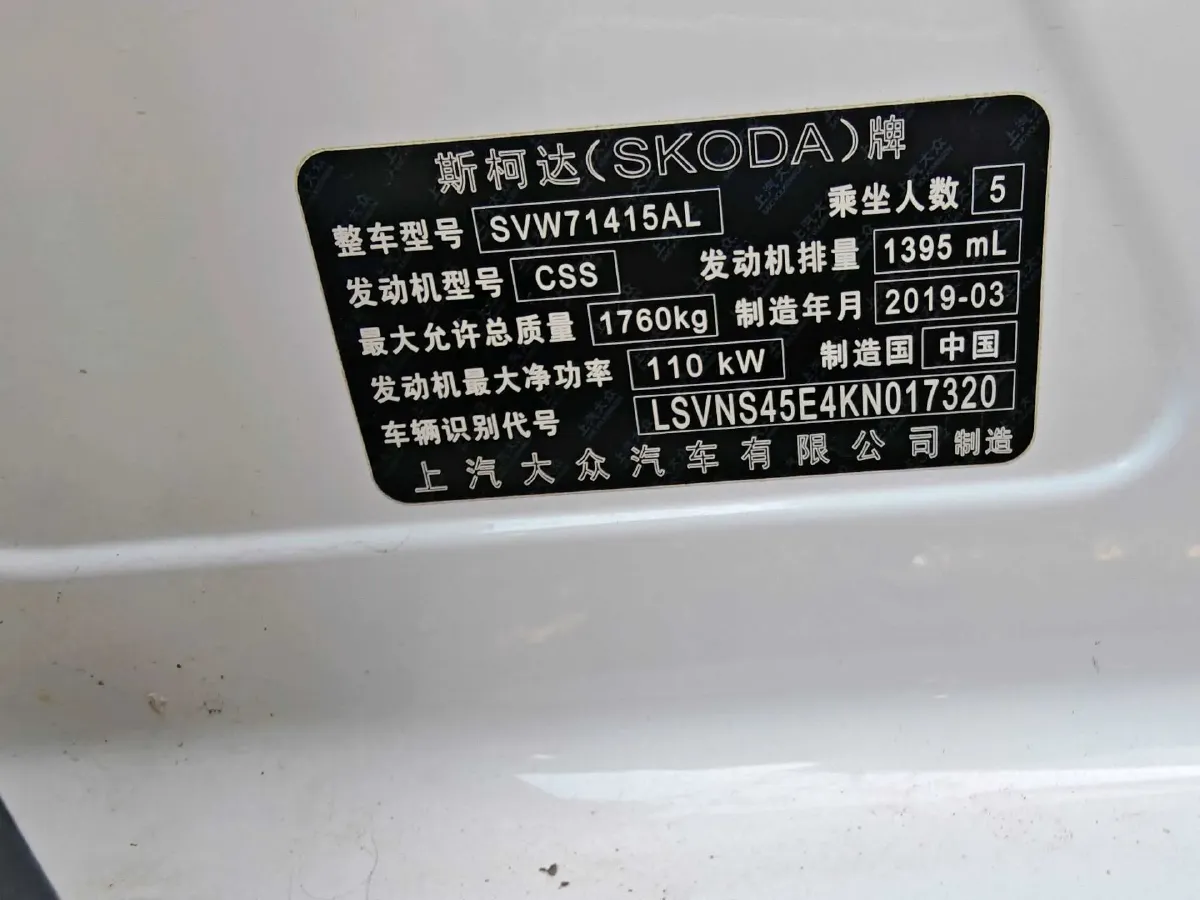 斯柯达(SKODA)牌
整车型号 SVW71415AL 乘坐人数 5
发动机型号 CSS 发动机排量 1395 mL
最大允许总质量 1760kg 制造年月 2019-03
发动机最大净功率 110 kW 制造国 中国
车辆识别代号 LSVNS45E4KN017320
上汽大众汽车有限公司制造